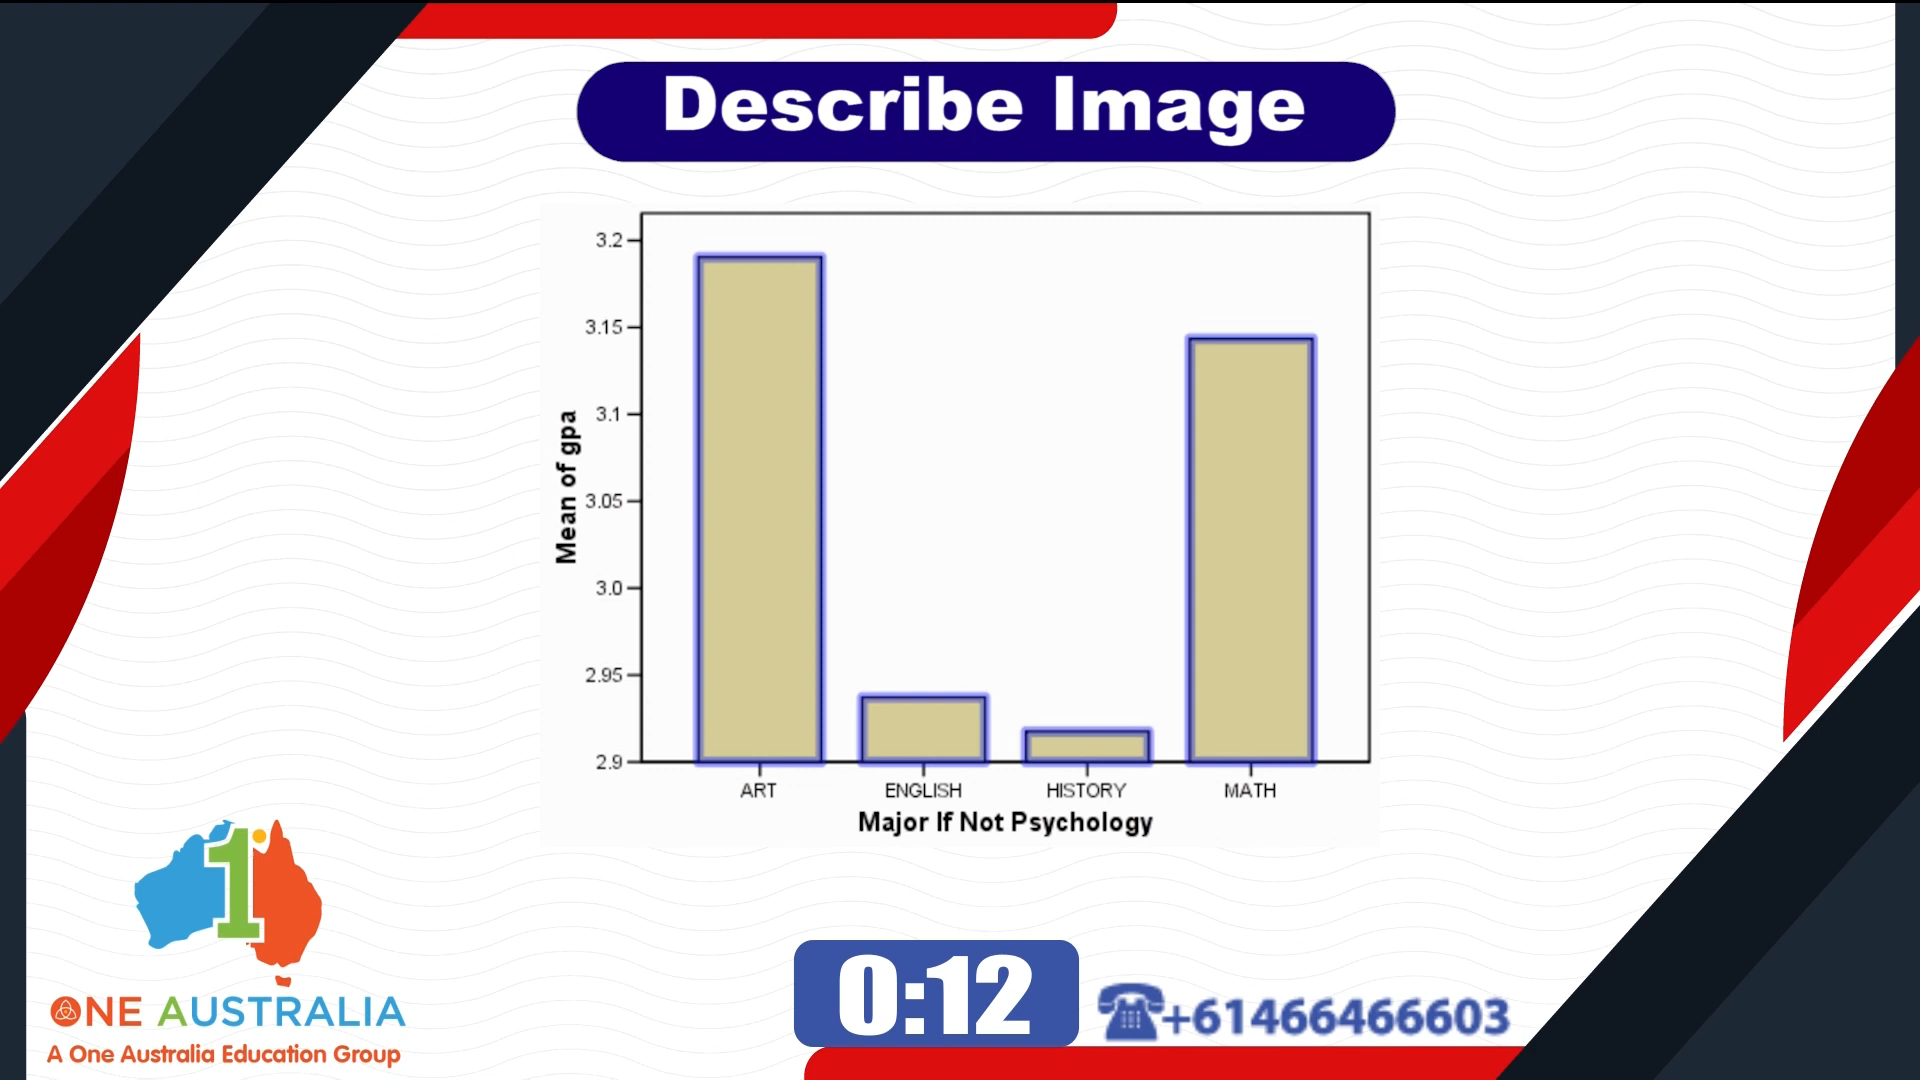 Describe Image
3.2
3.15
3.1
3.05
3.0
2.95
2.9
Mean of gpa
ART ENGLISH HISTORY MATH
Major If Not Psychology
1
ONE AUSTRALIA
A One Australia Education Group
0:12
+61466466603